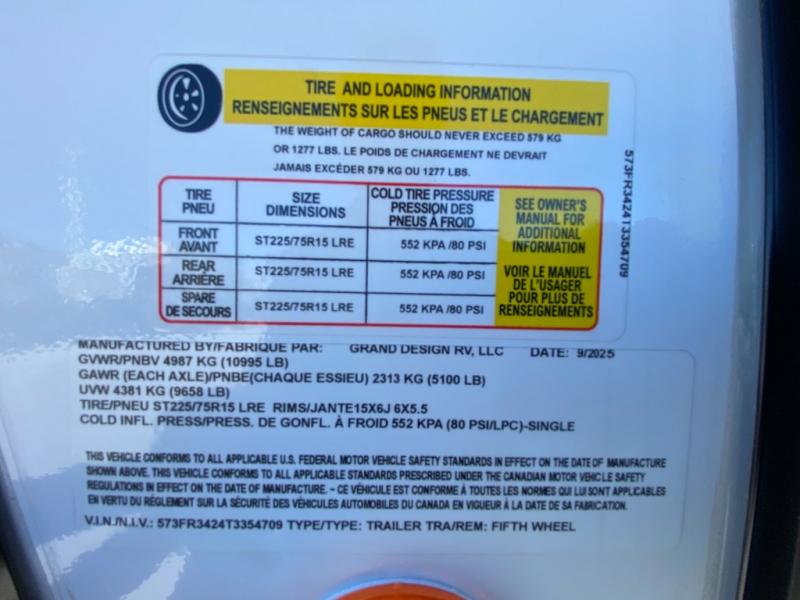 TIRE AND LOADING INFORMATION
RENSEIGNEMENTS SUR LES PNEUS ET LE CHARGEMENT
THE WEIGHT OF CARGO SHOULD NEVER EXCEED 579 KG
OR 1277 LBS. LE POIDS DE CHARGEMENT NE DEVRAIT
JAMAIS EXCÉDER 579 KG OU 1277 LBS.
TIRE
PNEU
SIZE
DIMENSIONS
COLD TIRE PRESSURE
PRESSION DES
PNEUS À FROID
FRONT
AVANT
ST225/75R15 LRE
552 KPA /80 PSI
REAR
ARRIÈRE
ST225/75R15 LRE
552 KPA /80 PSI
SPARE
DE SECOURS
ST225/75R15 LRE
552 KPA /80 PSI
SEE OWNER'S
MANUAL FOR
ADDITIONAL
INFORMATION
VOIR LE MANUEL
DE L'USAGER
POUR PLUS DE
RENSEIGNEMENTS
573FR3424T3354709
MANUFACTURED BY/FABRIQUE PAR: GRAND DESIGN RV, LLC DATE: 9/2025
GVWR/PNBV 4987 KG (10995 LB)
GAWR (EACH AXLE)/PNBE(CHAQUE ESSIEU) 2313 KG (5100 LB)
UVW 4381 KG (9658 LB)
TIRE/PNEU ST225/75R15 LRE RIMS/JANTE15X6J 6X5.5
COLD INFL. PRESS/PRESS. DE GONFL. À FROID 552 KPA (80 PSI/LPC)-SINGLE
THIS VEHICLE CONFORMS TO ALL APPLICABLE U.S. FEDERAL MOTOR VEHICLE SAFETY STANDARDS IN EFFECT ON THE DATE OF MANUFACTURE
SHOWN ABOVE. THIS VEHICLE CONFORMS TO ALL APPLICABLE STANDARDS PRESCRIBED UNDER THE CANADIAN MOTOR VEHICLE SAFETY
REGULATIONS IN EFFECT ON THE DATE OF MANUFACTURE. - CE VÉHICULE EST CONFORME À TOUTES LES NORMES QUI LUI SONT APPLICABLES
EN VERTU DU RÉGLEMENT SUR LA SÉCURITÉ DES VÉHICULES AUTOMOBILES DU CANADA EN VIGUEUR À LA DATE DE SA FABRICATION.
V.I.N./N.I.V.: 573FR3424T3354709 TYPE/TYPE: TRAILER TRA/REM: FIFTH WHEEL